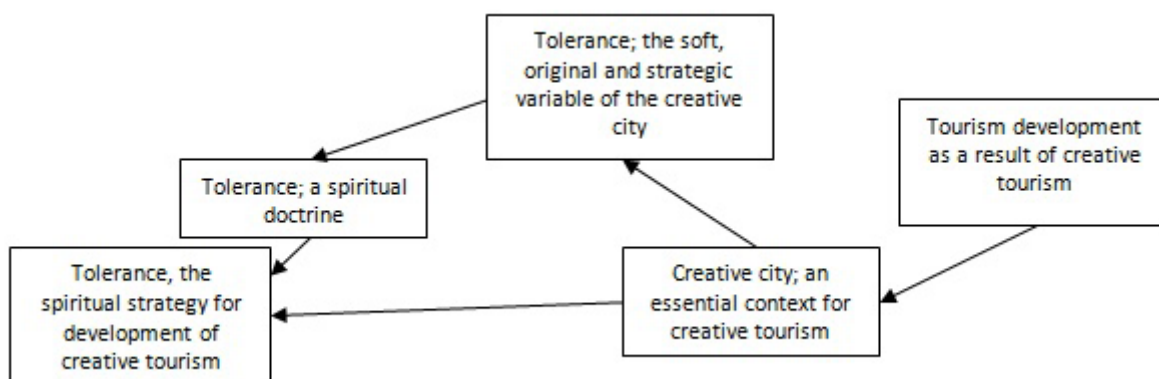 Tolerance; the soft,
original and strategic
variable of the creative
city
Tourism development
as a result of creative
tourism
Tolerance; a spiritual
doctrine
Tolerance, the
spiritual strategy for
development of
creative tourism
Creative city; an
essential context for
creative tourism